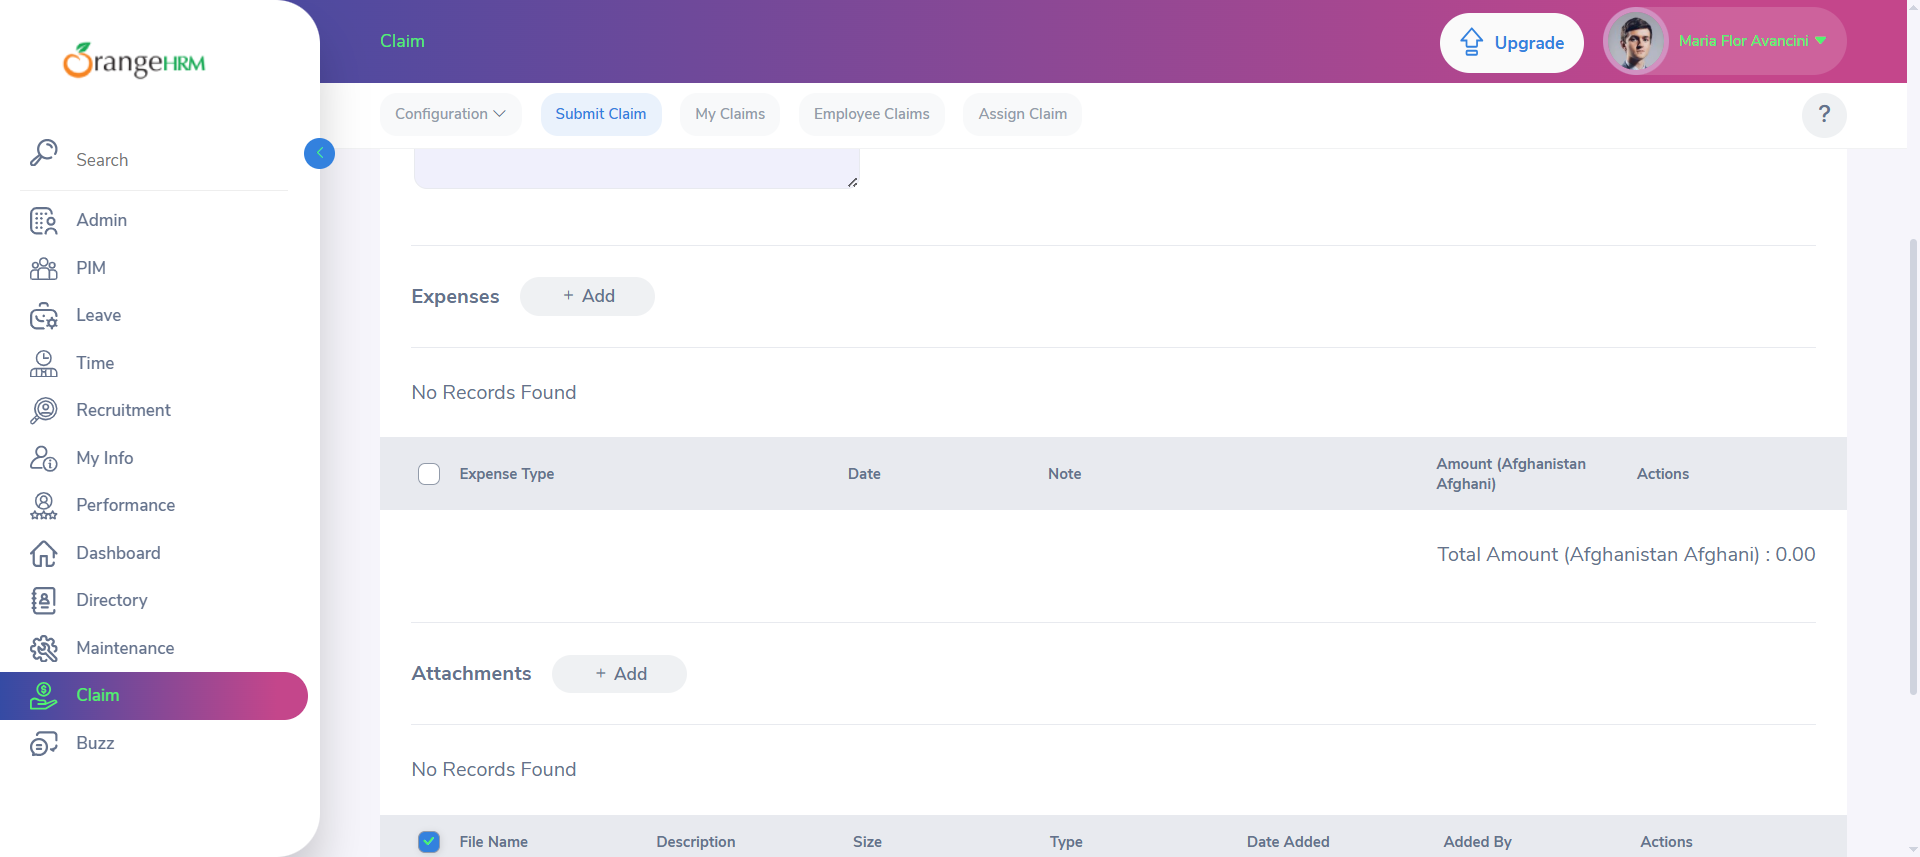 OrangeHRM
Search
Admin
PIM
Leave
Time
Recruitment
My Info
Performance
Dashboard
Directory
Maintenance
Claim
Buzz
Claim
Upgrade
Maria Flor Avancini
Configuration
Submit Claim
My Claims
Employee Claims
Assign Claim
?
Expenses
+ Add
No Records Found
Expense Type
Date
Note
Amount (Afghanistan
Afghani)
Actions
Total Amount (Afghanistan Afghani) : 0.00
Attachments
+ Add
No Records Found
File Name
Description
Size
Type
Date Added
Added By
Actions